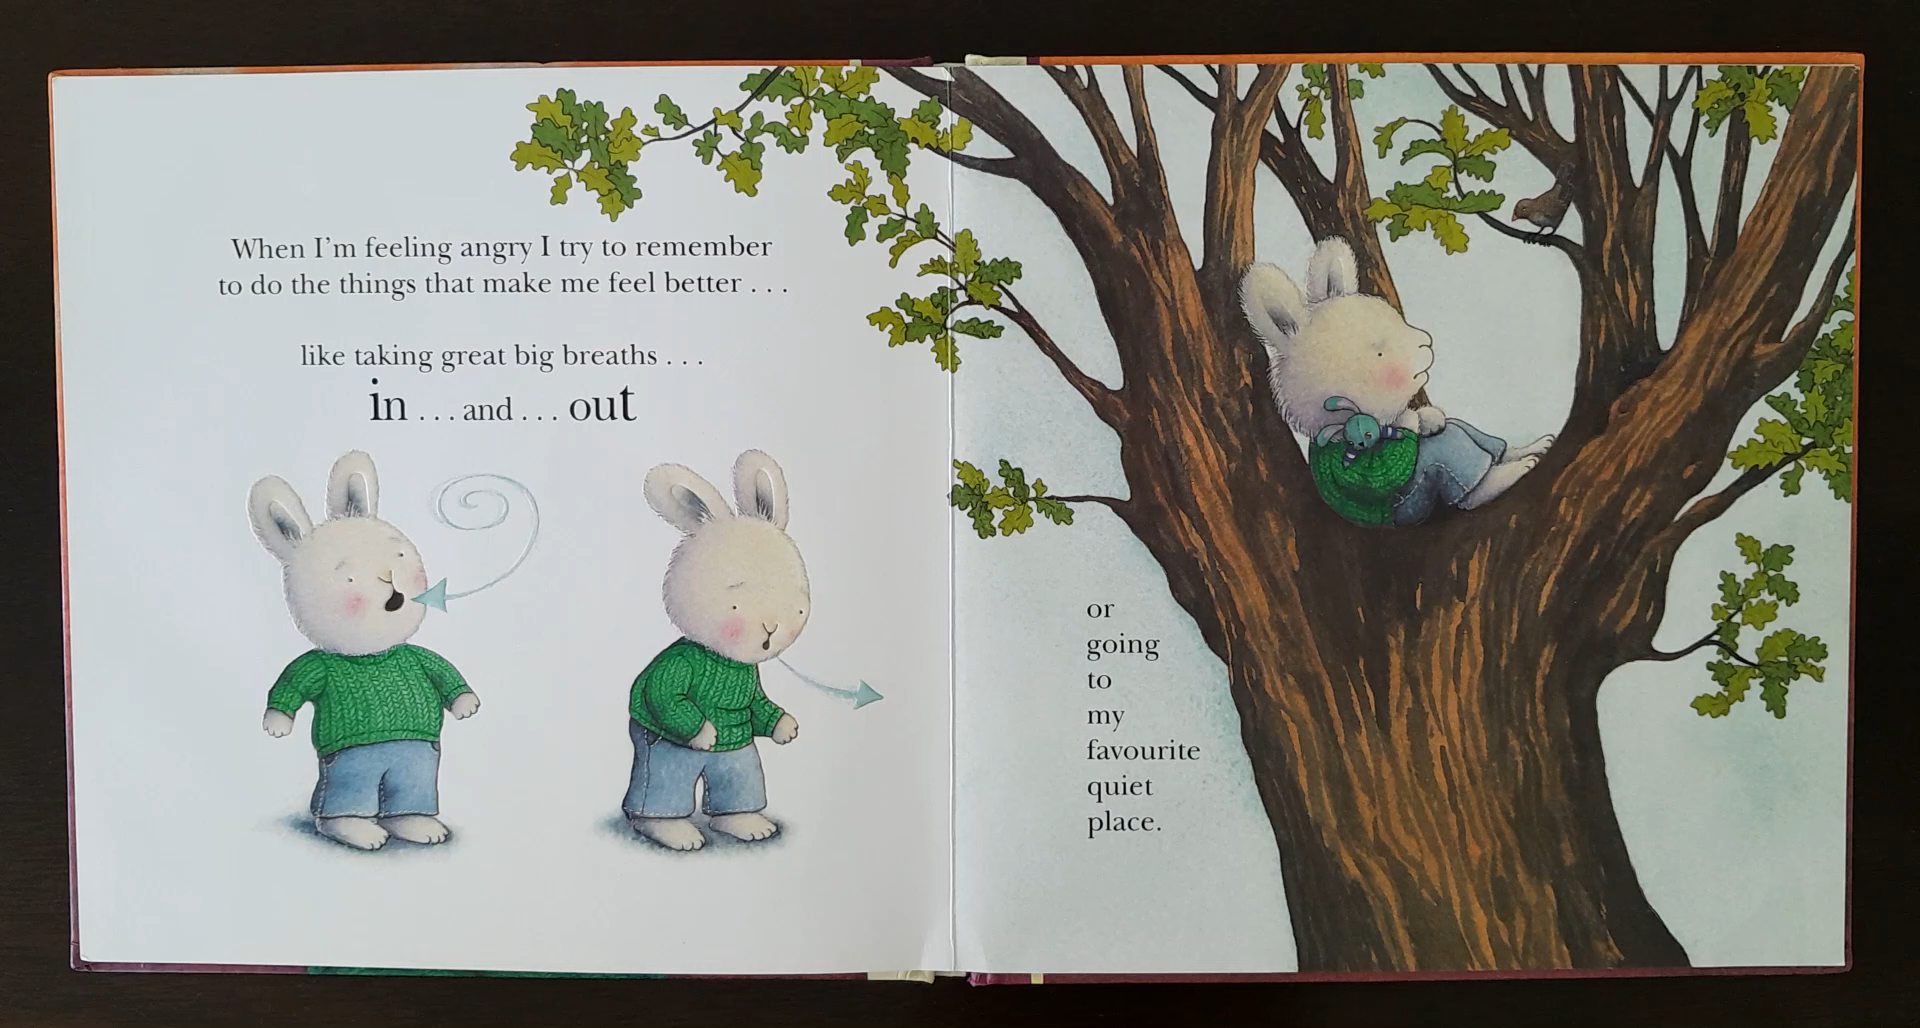 When I'm feeling angry I try to remember
to do the things that make me feel better . . .
like taking great big breaths . . .
in . . . and . . . out
or
going
to
my
favourite
quiet
place.